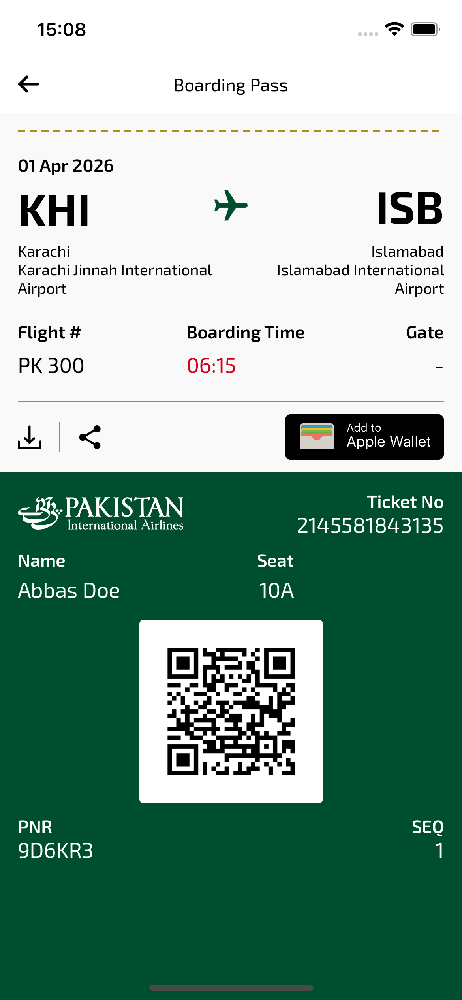 15:08
Boarding Pass
01 Apr 2026
KHI
ISB
Karachi
Karachi Jinnah International
Airport
Islamabad
Islamabad International
Airport
Flight #
PK 300
Boarding Time
06:15
Gate
-
Add to
Apple Wallet
PAKISTAN
International Airlines
Ticket No
2145581843135
Name
Abbas Doe
Seat
10A
PNR
9D6KR3
SEQ
1